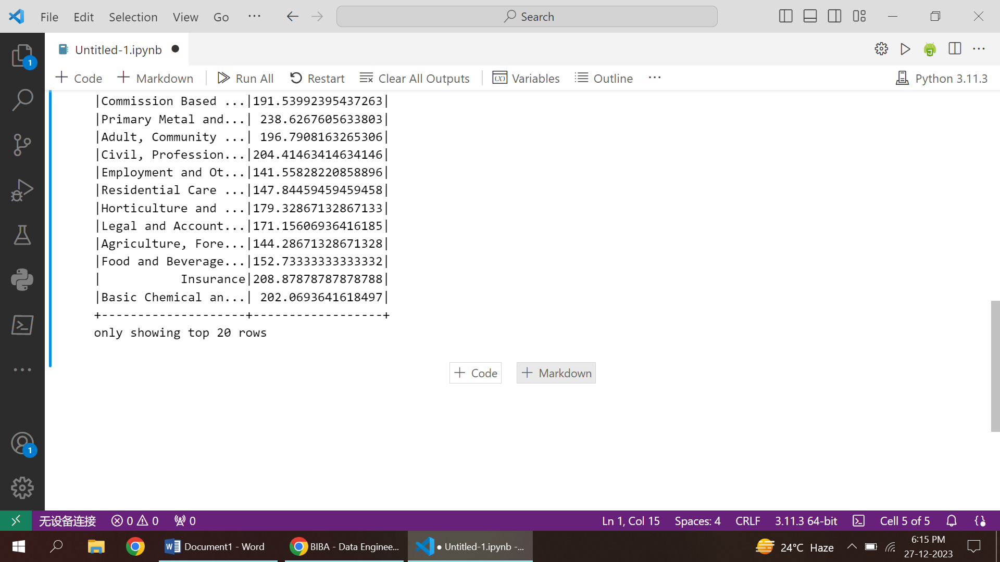 File Edit Selection View Go ... Search
Untitled-1.ipynb
+ Code + Markdown Run All Restart Clear All Outputs Variables Outline ... Python 3.11.3
|Commission Based ...|191.53992395437263|
|Primary Metal and...| 238.6267605633803|
|Adult, Community ...| 196.7908163265306|
|Civil, Profession...|204.41463414634146|
|Employment and Ot...|141.55828220858896|
|Residential Care ...|147.84459459459458|
|Horticulture and ...|179.32867132867133|
|Legal and Account...|171.15606936416185|
|Agriculture, Fore...|144.28671328671328|
|Food and Beverage...|152.73333333333332|
|           Insurance|208.87878787878788|
|Basic Chemical an...| 202.0693641618497|
+--------------------+------------------+
only showing top 20 rows
+ Code + Markdown
1
1
无设备连接 0 0 0 Ln 1, Col 15 Spaces: 4 CRLF 3.11.3 64-bit Cell 5 of 5
Document1 - Word BIBA - Data Enginee... ● Untitled-1.ipynb -... 24°C Haze 6:15 PM
27-12-2023